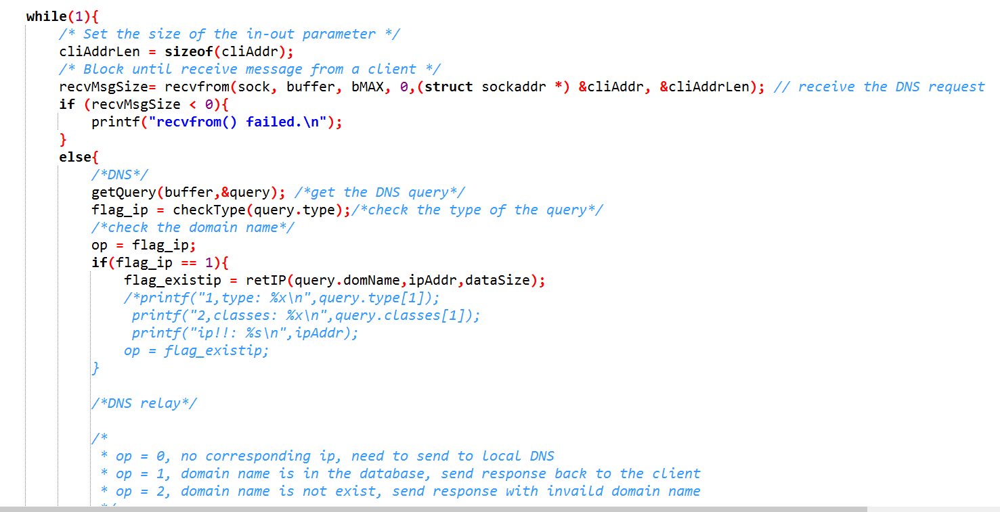 while(1){
/* Set the size of the in-out parameter */
cliAddrLen = sizeof(cliAddr);
/* Block until receive message from a client */
recvMsgSize= recvfrom(sock, buffer, bMAX, 0,(struct sockaddr *) &cliAddr, &cliAddrLen); // receive the DNS request
if (recvMsgSize < 0){
printf("recvfrom() failed.\n");
}
else{
/*DNS*/
getQuery(buffer,&query); /*get the DNS query*/
flag_ip = checkType(query.type);/*check the type of the query*/
/*check the domain name*/
op = flag_ip;
if(flag_ip == 1){
flag_existip = retIP(query.domName,ipAddr,dataSize);
/*printf("1,type: %x\n",query.type[1]);
printf("2,classes: %x\n",query.classes[1]);
printf("ip!!: %s\n",ipAddr);
op = flag_existip;
}
/*DNS relay*/
/*
* op = 0, no corresponding ip, need to send to local DNS
* op = 1, domain name is in the database, send response back to the client
* op = 2, domain name is not exist, send response with invaild domain name